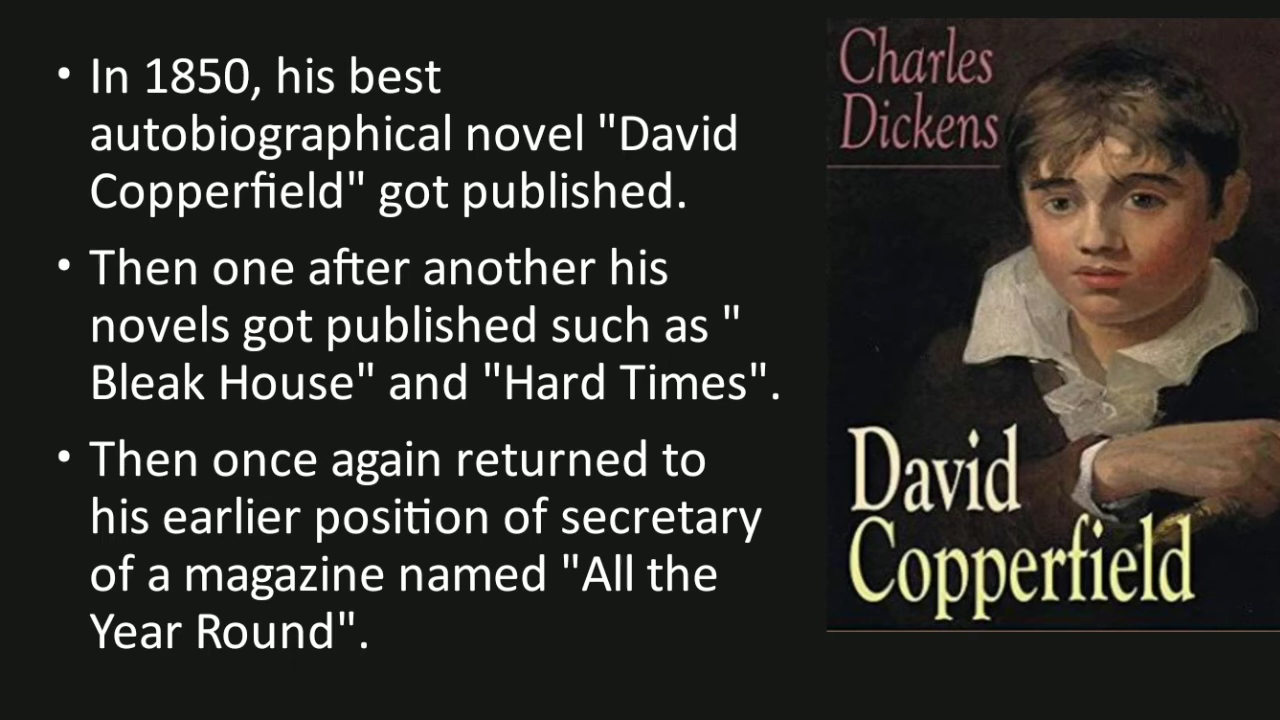 • In 1850, his best
autobiographical novel "David
Copperfield" got published.
• Then one after another his
novels got published such as "
Bleak House" and "Hard Times".
• Then once again returned to
his earlier position of secretary
of a magazine named "All the
Year Round".
Charles
Dickens
David
Copperfield